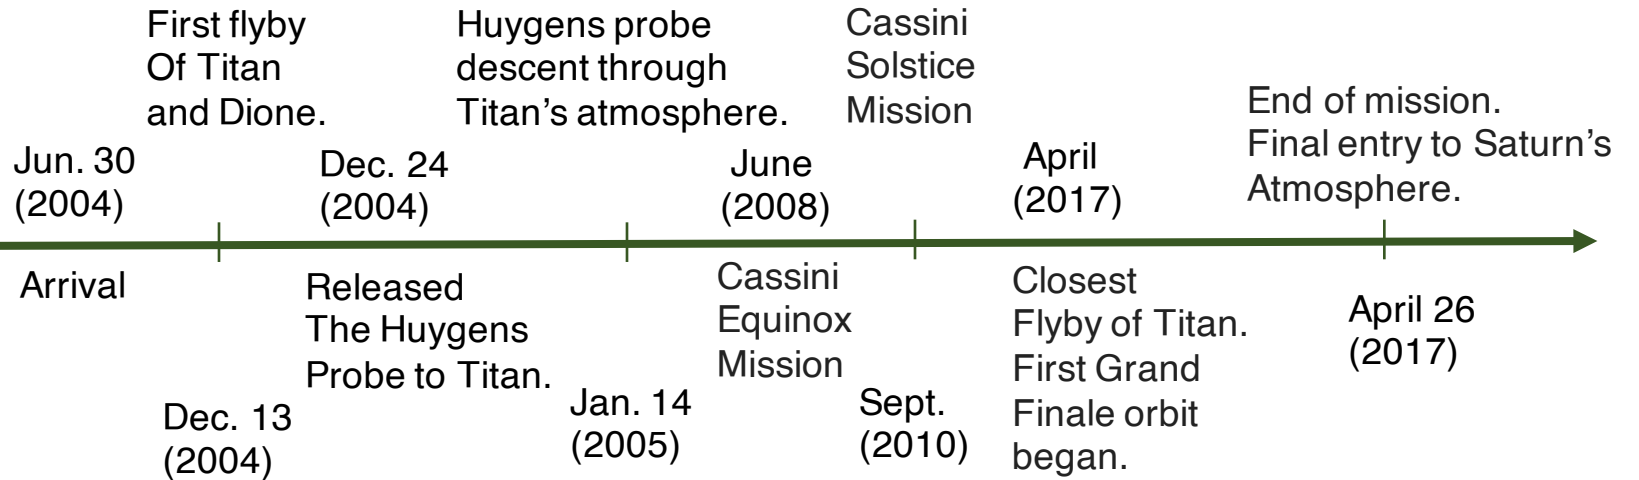 Jun. 30
(2004)
Arrival
First flyby
Of Titan
and Dione.
Dec. 13
(2004)
Dec. 24
(2004)
Released
The Huygens
Probe to Titan.
Huygens probe
descent through
Titan’s atmosphere.
Jan. 14
(2005)
June
(2008)
Cassini
Equinox
Mission
Cassini
Solstice
Mission
Sept.
(2010)
April
(2017)
Closest
Flyby of Titan.
First Grand
Finale orbit
began.
End of mission.
Final entry to Saturn’s
Atmosphere.
April 26
(2017)